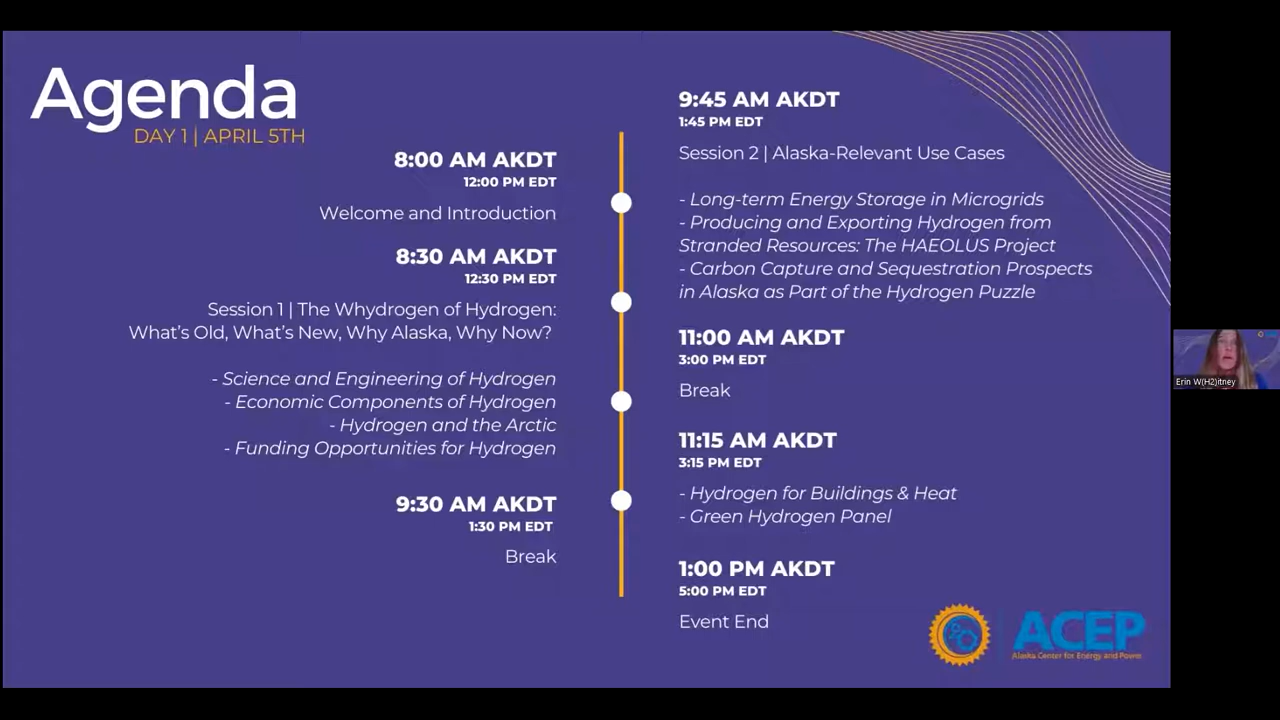 Agenda
DAY 1 | APRIL 5TH
8:00 AM AKDT
12:00 PM EDT
Welcome and Introduction
8:30 AM AKDT
12:30 PM EDT
Session 1 | The Whydrogen of Hydrogen:
What's Old, What's New, Why Alaska, Why Now?
- Science and Engineering of Hydrogen
- Economic Components of Hydrogen
- Hydrogen and the Arctic
- Funding Opportunities for Hydrogen
9:30 AM AKDT
1:30 PM EDT
Break
9:45 AM AKDT
1:45 PM EDT
Session 2 | Alaska-Relevant Use Cases
- Long-term Energy Storage in Microgrids
- Producing and Exporting Hydrogen from
Stranded Resources: The HAEOLUS Project
- Carbon Capture and Sequestration Prospects
in Alaska as Part of the Hydrogen Puzzle
11:00 AM AKDT
3:00 PM EDT
Break
11:15 AM AKDT
3:15 PM EDT
- Hydrogen for Buildings & Heat
- Green Hydrogen Panel
1:00 PM AKDT
5:00 PM EDT
Event End
ACEP
Alaska Center for Energy and Power
Erin W(H2)itney